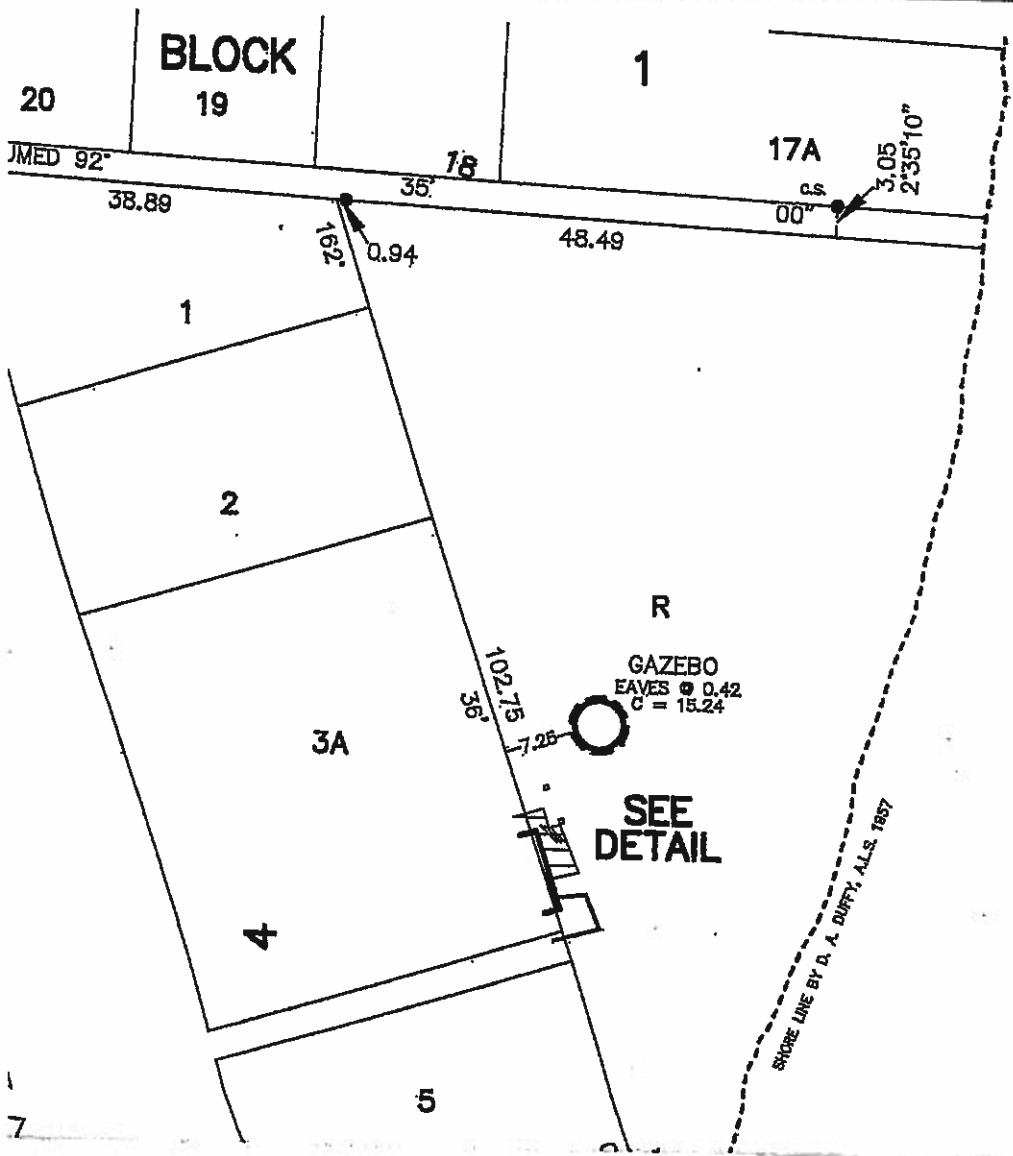 BLOCK
1
20
19
18
17A
JMED 92°
35'
c.s.
00"
3.05
2°35'10"
38.89
0.94
48.49
162°
1
2
R
102.75
36'
GAZEBO
EAVES @ 0.42
C = 15.24
3A
7.25
SEE
DETAIL
SHORE LINE BY D. A. DUFFY, A.L.S. 1957
4
5
7